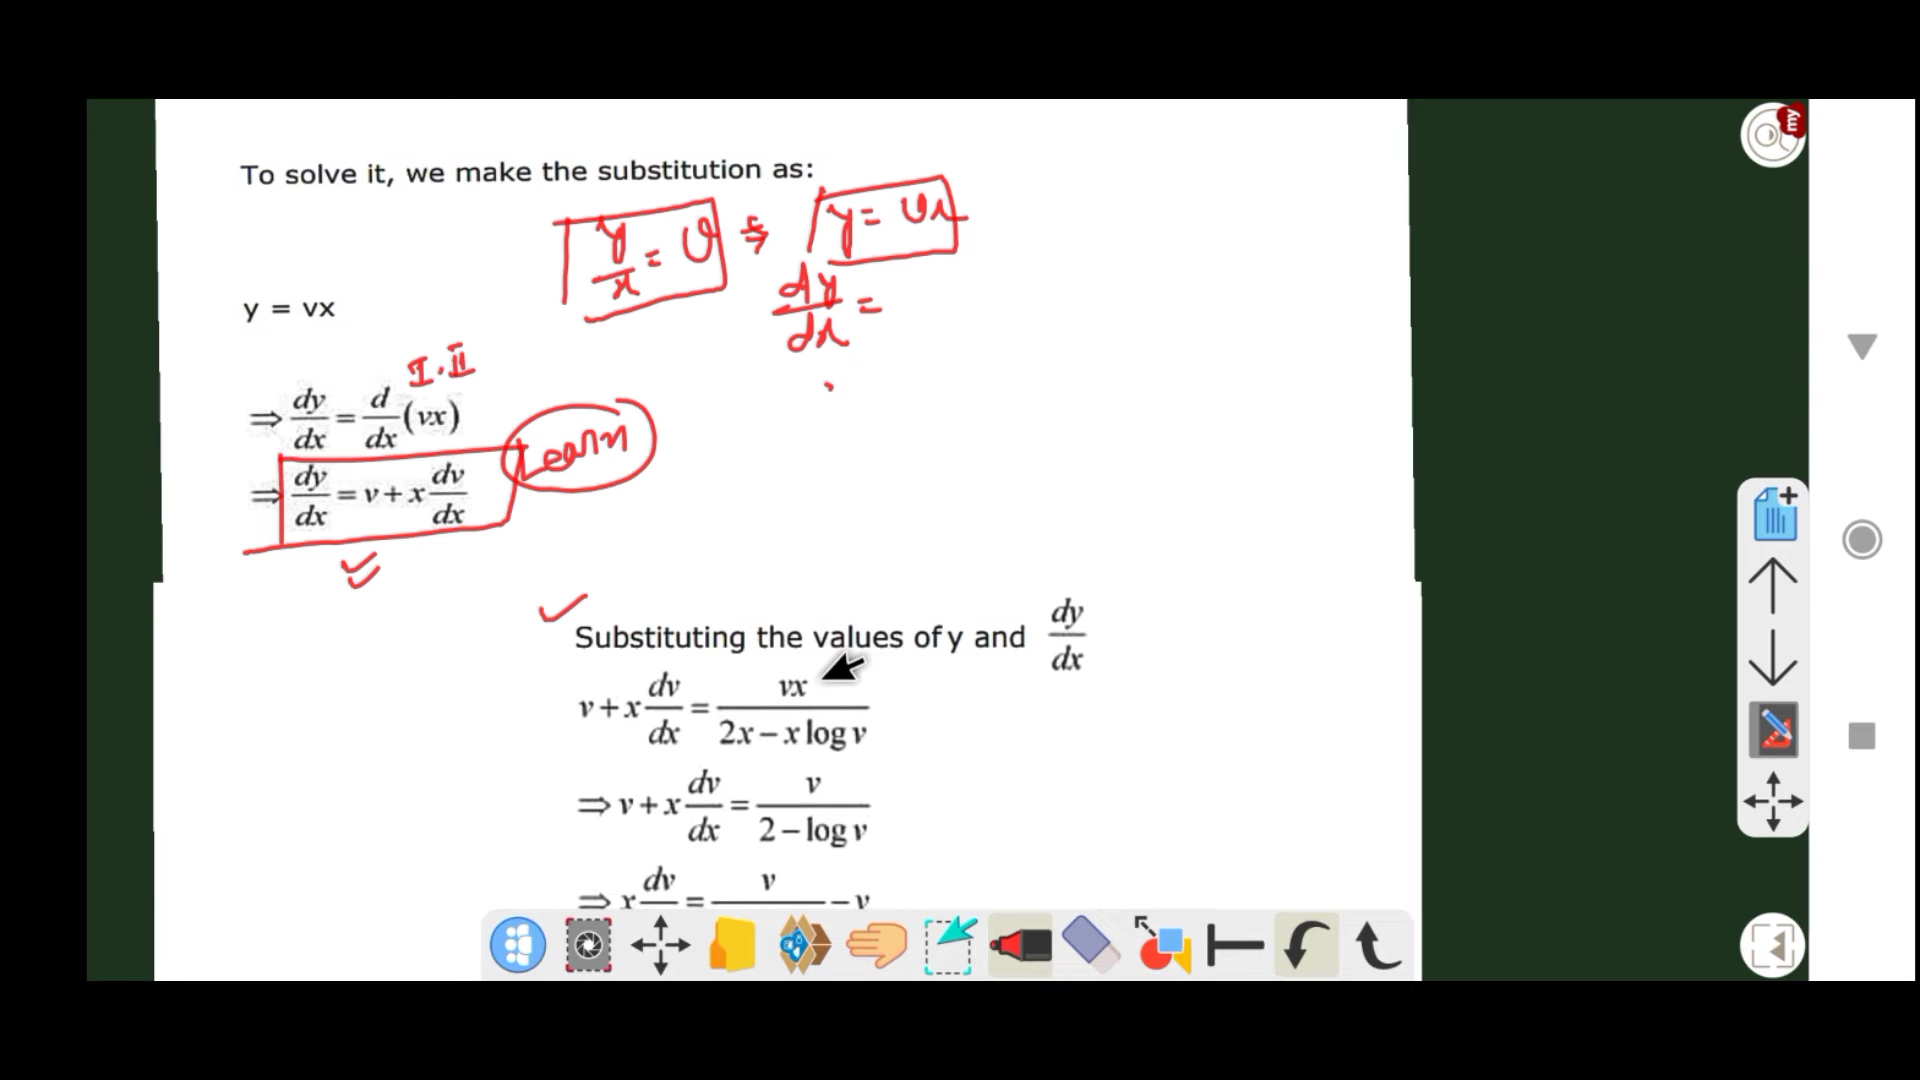 To solve it, we make the substitution as:
y/x = v ⇒ y = vx
dy/dx =
y = vx
I . II
⇒ dy/dx = d/dx (vx)
Learn
⇒ dy/dx = v + x dv/dx
Substituting the values of y and dy/dx
v + x dv/dx = vx / 2x − x log v
⇒ v + x dv/dx = v / 2 − log v
⇒ x dv = v − v
my